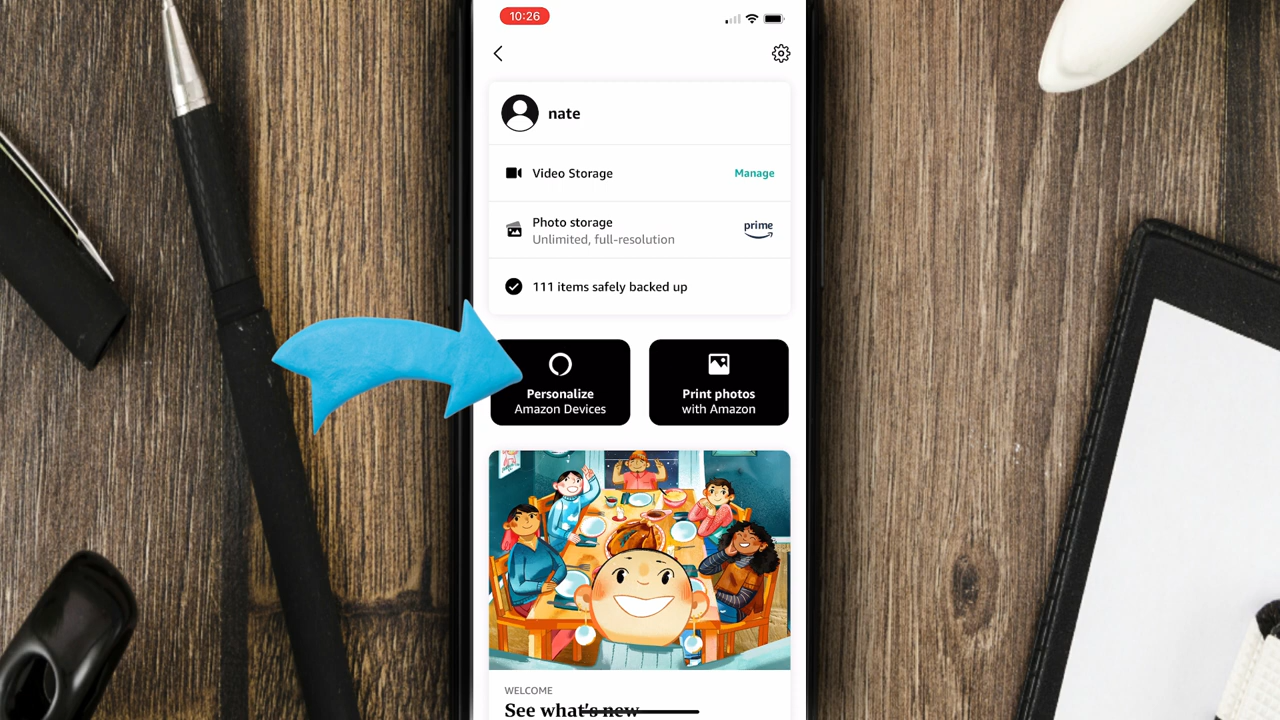 10:26
nate
Video Storage
Manage
Photo storage
Unlimited, full-resolution
prime
111 items safely backed up
Personalize
Amazon Devices
Print photos
with Amazon
WELCOME
See what's new